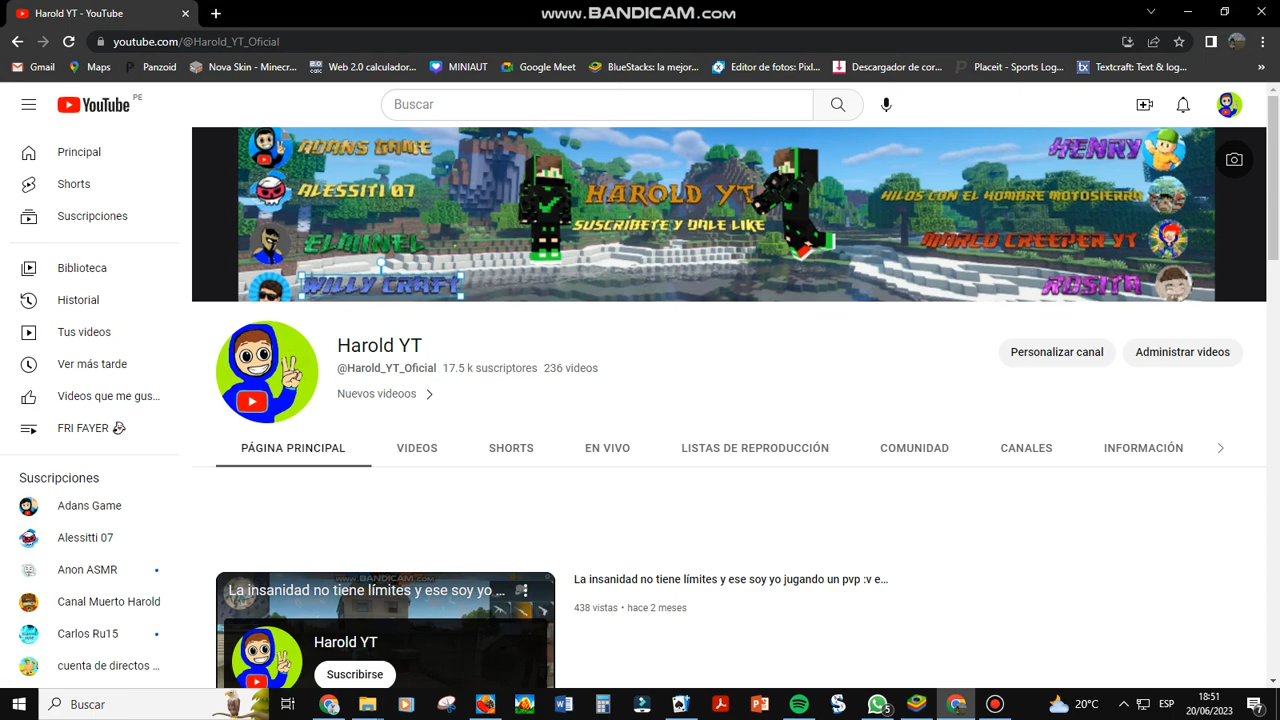 www.BANDICAM.com
Harold YT - YouTube
youtube.com/@Harold_YT_Oficial
Gmail
Maps
Panzoid
Nova Skin - Minecr...
Web 2.0 calculador...
MINIAUT
Google Meet
BlueStacks: la mejor...
Editor de fotos: Pixl...
Descargador de cor...
Placeit - Sports Log...
Textcraft: Text & log...
YouTube PE
Buscar
Principal
Shorts
Suscripciones
Biblioteca
Historial
Tus videos
Ver más tarde
Videos que me gus...
FRI FAYER
Suscripciones
Adans Game
Alessitti 07
Anon ASMR
Canal Muerto Harold
Carlos Ru15
cuenta de directos ...
ADANS GAME
ALESSITI 07
ELMINEL
WILLY CRAFY
HAROLD YT
SUSCRÍBETE Y DALE LIKE
HENRY
HILOS CON EL HOMBRE MOTOSIERRA
MARCO CREEPER YT
ROSITA
Harold YT
@Harold_YT_Oficial 17.5 k suscriptores 236 videos
Nuevos videoos
Personalizar canal
Administrar videos
PÁGINA PRINCIPAL
VIDEOS
SHORTS
EN VIVO
LISTAS DE REPRODUCCIÓN
COMUNIDAD
CANALES
INFORMACIÓN
www.BANDICAM.com
La insanidad no tiene límites y ese soy yo ...
Harold YT
Suscribirse
La insanidad no tiene límites y ese soy yo jugando un pvp :v e...
438 vistas • hace 2 meses
Buscar
5
20°C
ESP
18:51
20/06/2023
7